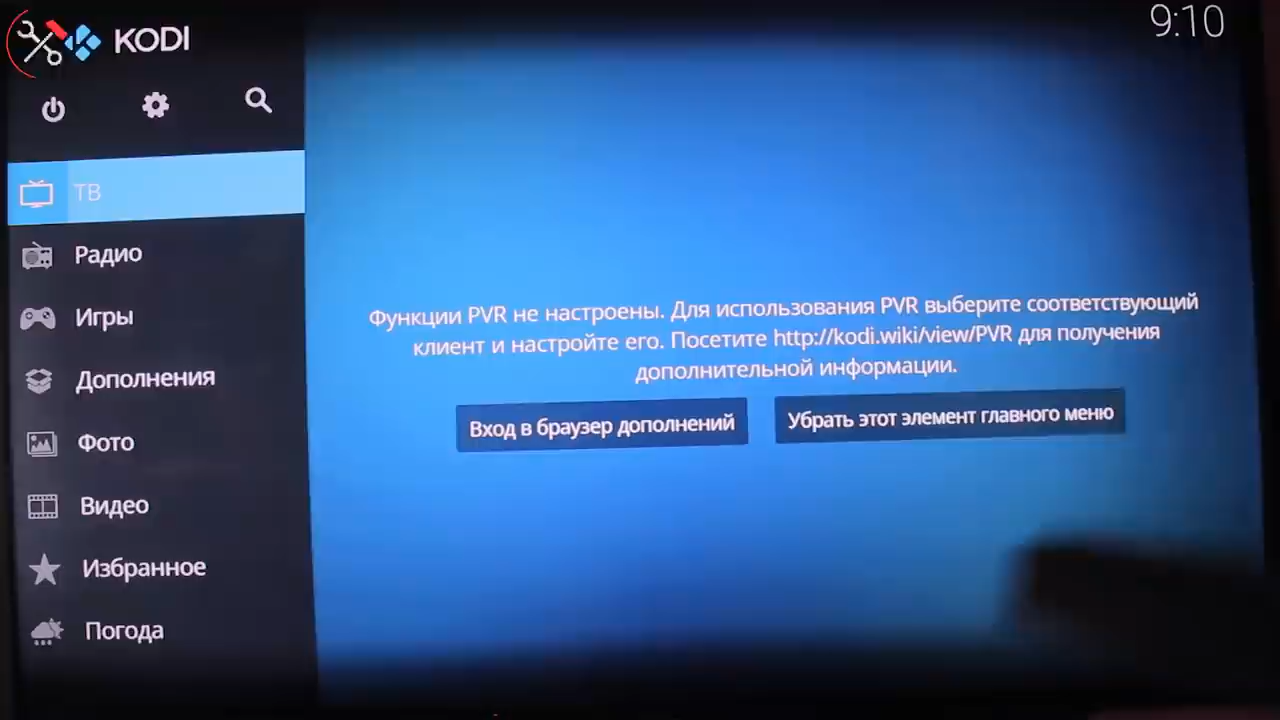 KODI
9:10
ТВ
Радио
Игры
Дополнения
Фото
Видео
Избранное
Погода
Функции PVR не настроены. Для использования PVR выберите соответствующий
клиент и настройте его. Посетите http://kodi.wiki/view/PVR для получения
дополнительной информации.
Вход в браузер дополнений
Убрать этот элемент главного меню